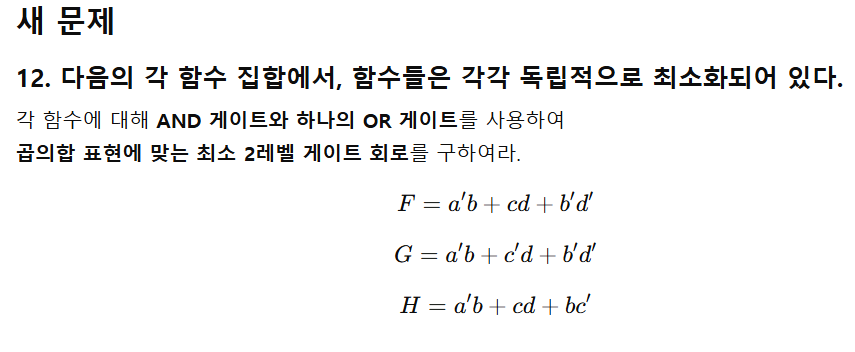 새 문제
12. 다음의 각 함수 집합에서, 함수들은 각각 독립적으로 최소화되어 있다.
각 함수에 대해 AND 게이트와 하나의 OR 게이트를 사용하여
곱의합 표현에 맞는 최소 2레벨 게이트 회로를 구하여라.
F = a′b + cd + b′d′
G = a′b + c′d + b′d′
H = a′b + cd + bc′